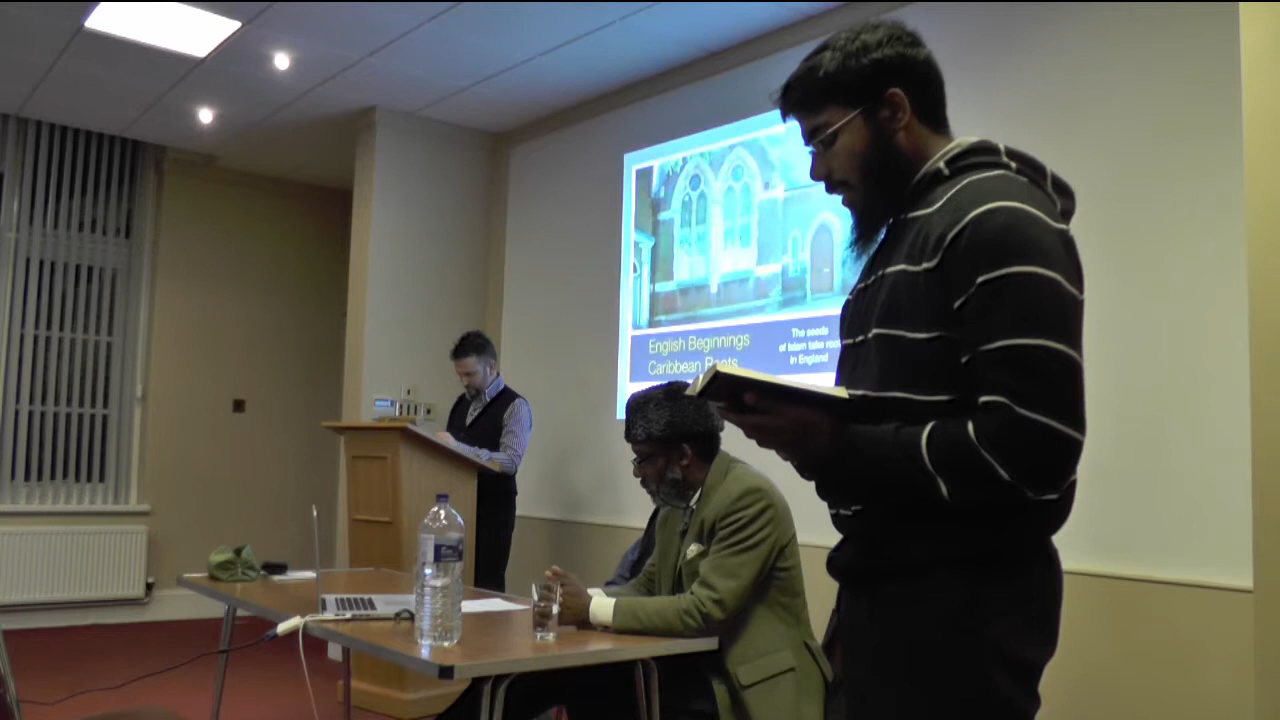 English Beginnings
Caribbean Roots
The seeds
of Islam take root
in England